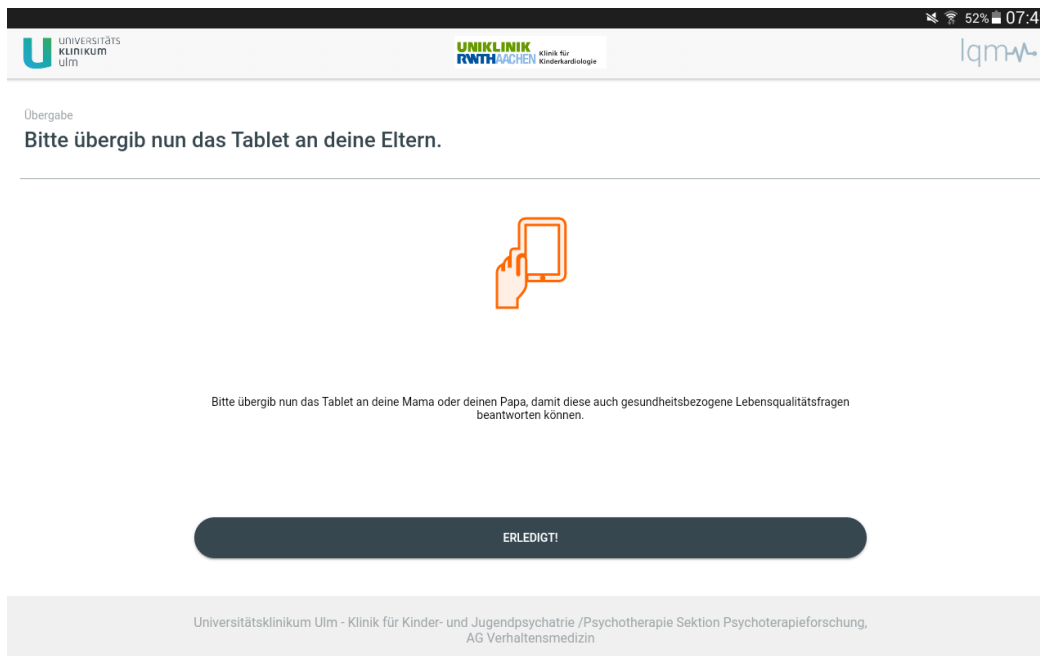 52% 07:4
UNIVERSITÄTS
KLINIKUM
ulm
UNIKLINIK
RWTHAACHEN
Klinik für
Kinderkardiologie
lqm
Übergabe
Bitte übergib nun das Tablet an deine Eltern.
Bitte übergib nun das Tablet an deine Mama oder deinen Papa, damit diese auch gesundheitsbezogene Lebensqualitätsfragen
beantworten können.
ERLEDIGT!
Universitätsklinikum Ulm - Klinik für Kinder- und Jugendpsychatrie /Psychotherapie Sektion Psychoterapieforschung,
AG Verhaltensmedizin